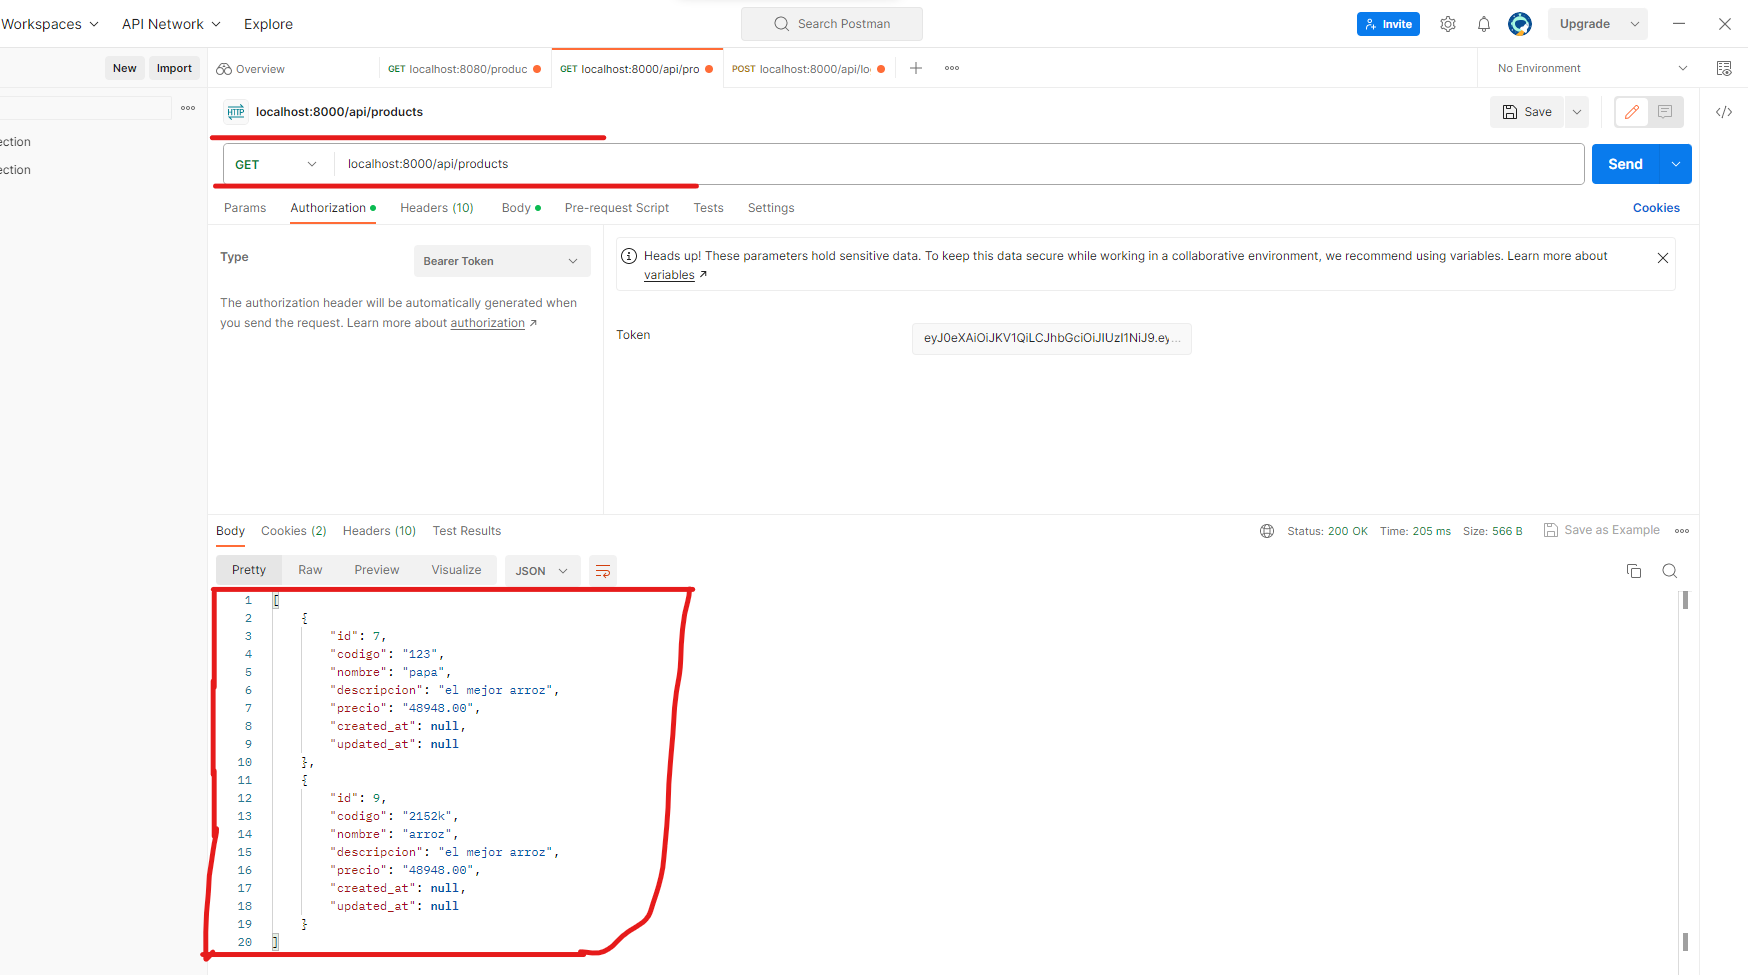 Workspaces
API Network
Explore
Search Postman
Invite
Upgrade
New
Import
Overview
GET localhost:8080/produc
GET localhost:8000/api/pro
POST localhost:8000/api/lo
No Environment
ection
ection
HTTP
localhost:8000/api/products
Save
GET
localhost:8000/api/products
Send
Params
Authorization
Headers (10)
Body
Pre-request Script
Tests
Settings
Cookies
Type
Bearer Token
The authorization header will be automatically generated when
you send the request. Learn more about authorization ↗
Heads up! These parameters hold sensitive data. To keep this data secure while working in a collaborative environment, we recommend using variables. Learn more about
variables ↗
Token
eyJ0eXAiOiJKV1QiLCJhbGciOiJIUzI1NiJ9.ey...
Body
Cookies (2)
Headers (10)
Test Results
Status: 200 OK
Time: 205 ms
Size: 566 B
Save as Example
Pretty
Raw
Preview
Visualize
JSON
1 [
2 {
3 "id": 7,
4 "codigo": "123",
5 "nombre": "papa",
6 "descripcion": "el mejor arroz",
7 "precio": "48948.00",
8 "created_at": null,
9 "updated_at": null
10 },
11 {
12 "id": 9,
13 "codigo": "2152k",
14 "nombre": "arroz",
15 "descripcion": "el mejor arroz",
16 "precio": "48948.00",
17 "created_at": null,
18 "updated_at": null
19 }
20 ]